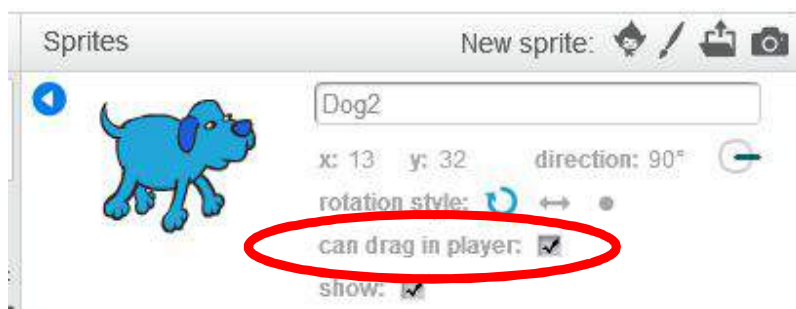 Sprites New sprite:
Dog2
x: 13 y: 32 direction: 90°
rotation style:
can drag in player:
show: